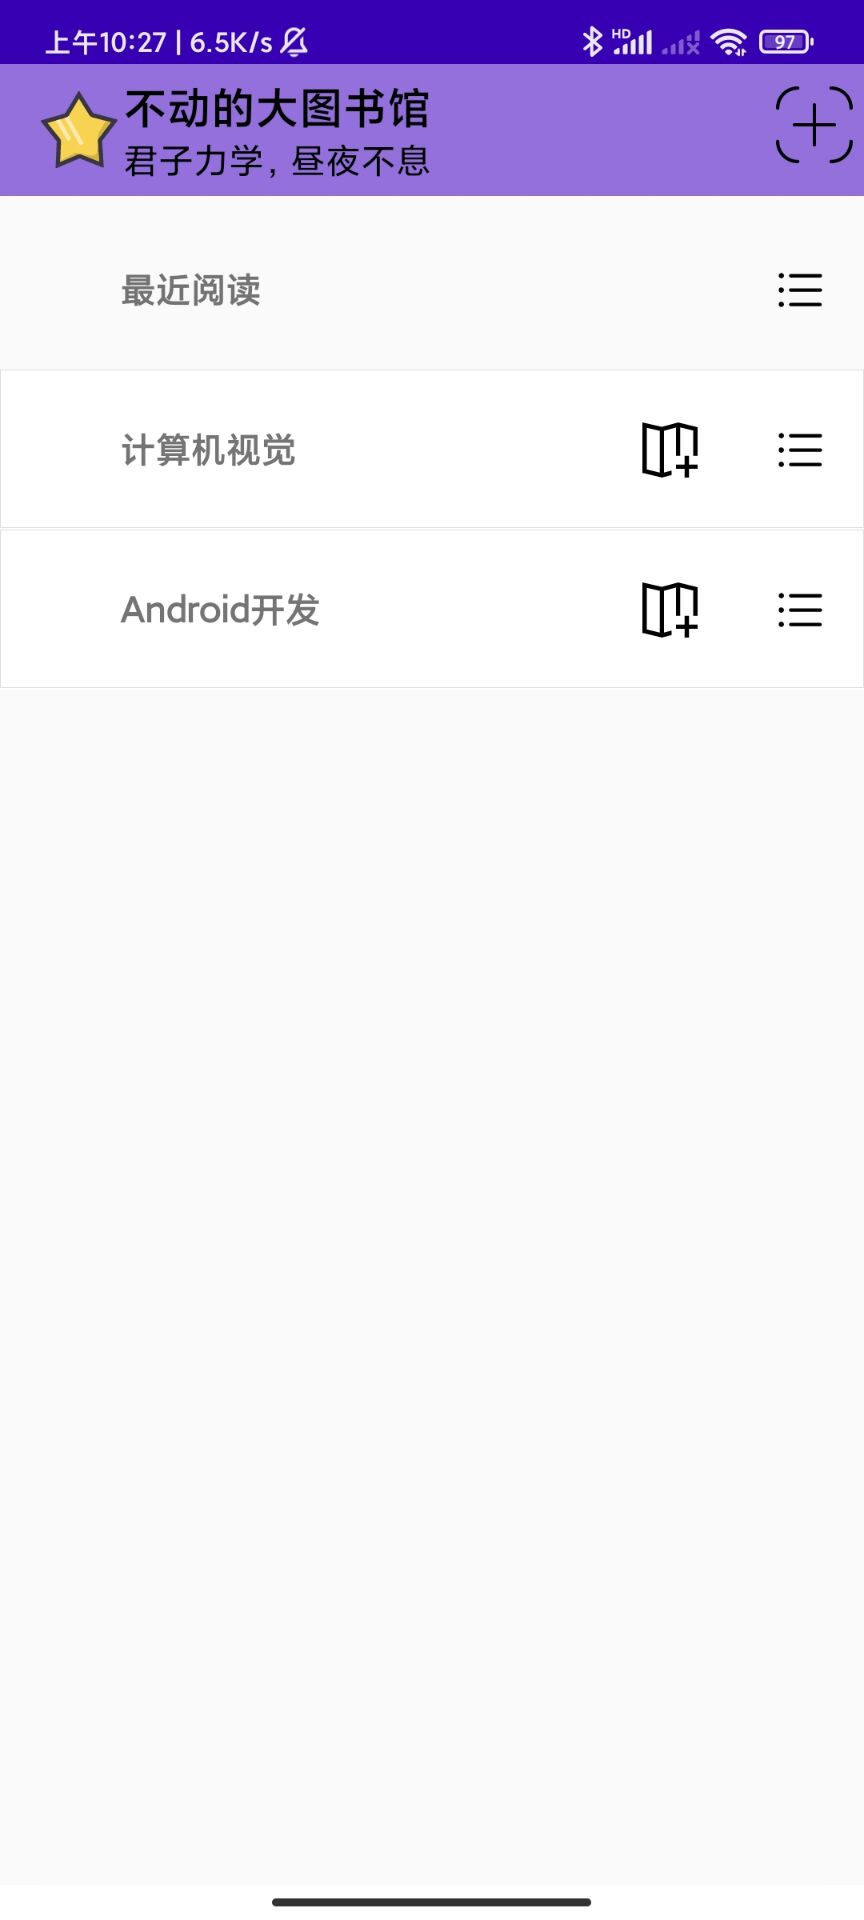 上午10:27 | 6.5K/s
HD
97
不动的大图书馆
君子力学，昼夜不息
最近阅读
计算机视觉
Android开发